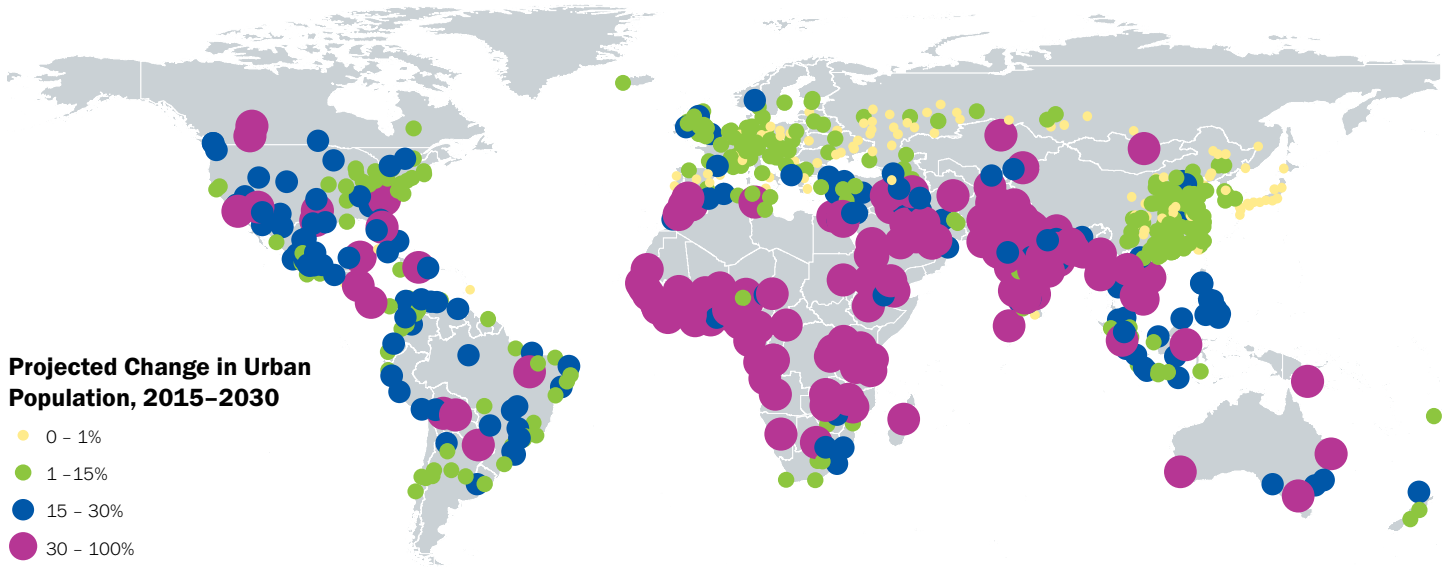 Projected Change in Urban
Population, 2015–2030
0 – 1%
1 –15%
15 – 30%
30 – 100%